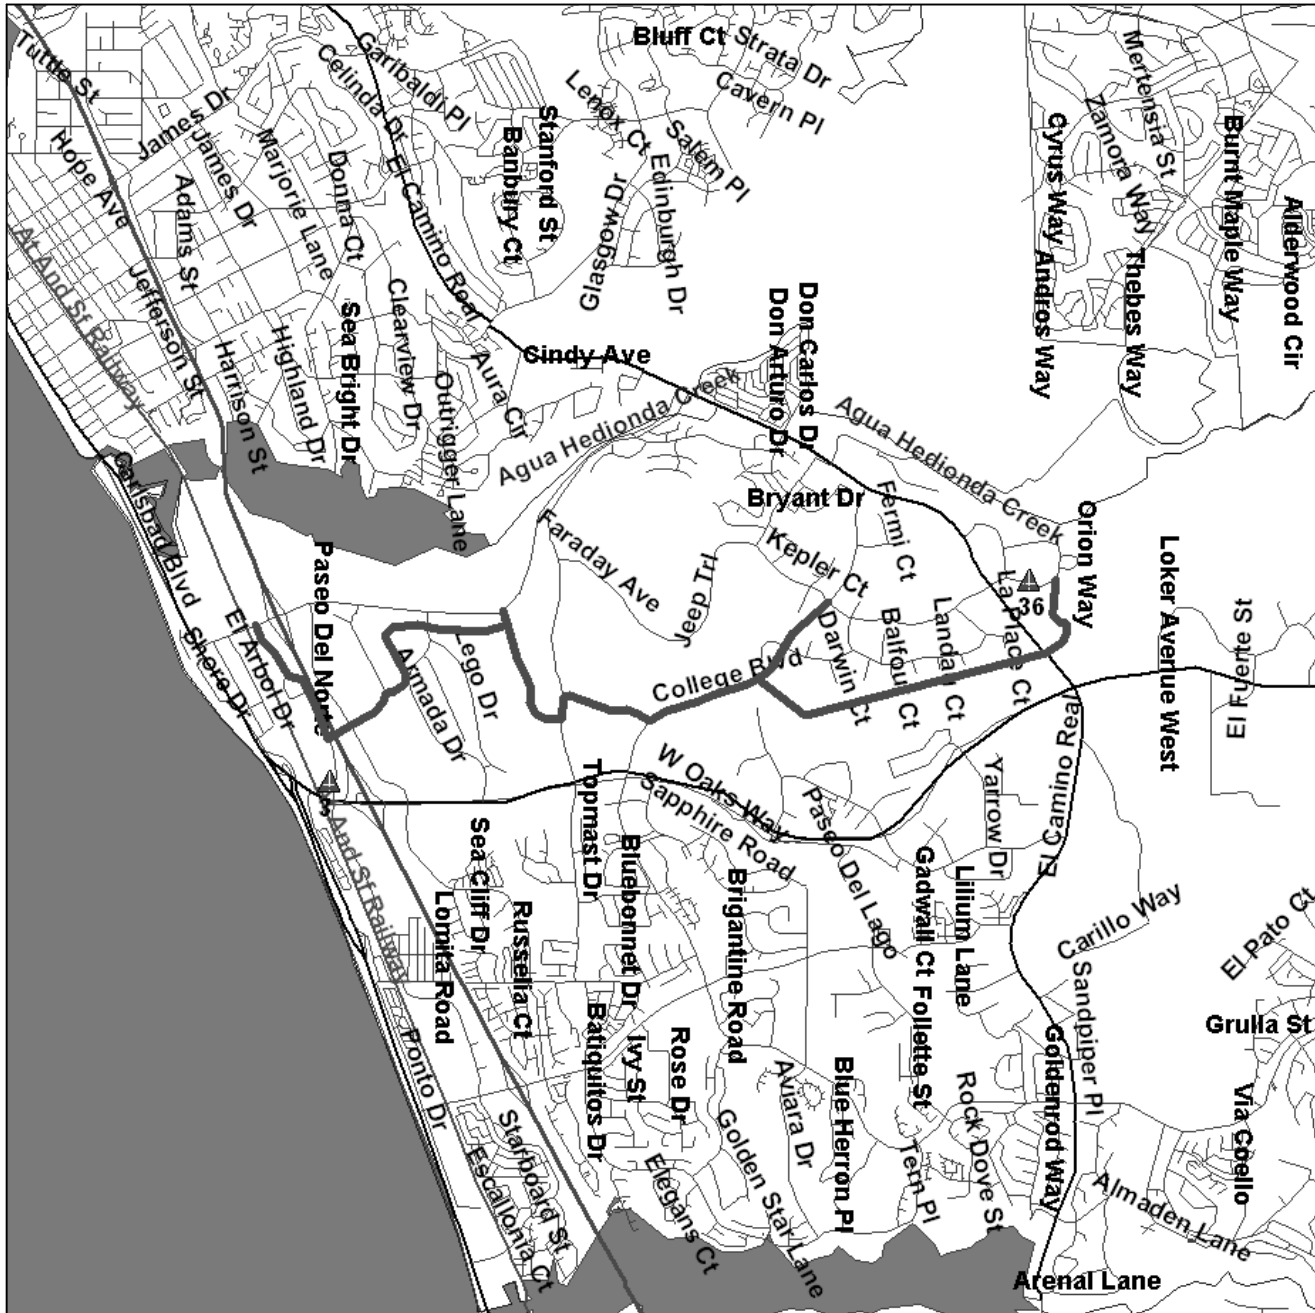 Tuttle St
Hope Ave
James Dr
James Dr
Adams St
Jefferson St
At And Sf Railway
Marjorie Lane
Donna Ct
Celinda Dr
Garibaldi Pl
El Camino Real
Stanford St
Banbury Ct
Lenox Ct
Bluff Ct
Strata Dr
Cavern Pl
Salem Pl
Edinburgh Dr
Glasgow Dr
Mertensia St
Zamora Way
Cyrus Way
Burnt Maple Way
Alderwood Cir
Andros Way
Thebes Way
Sea Bright Dr
Clearview Dr
Highland Dr
Harrison St
Outrigger Lane
Aura Cir
Cindy Ave
Don Carlos Dr
Don Arturo Dr
Agua Hedionda Creek
Agua Hedionda Creek
Carlsbad Blvd
Bryant Dr
Fermi Ct
Kepler Ct
Faraday Ave
Jeep Trl
Orion Way
Loker Avenue West
El Fuerte St
36
La Place Ct
Landau Ct
Balfour Ct
Darwin Ct
College Blvd
Paseo Del Norte
El Arbol Dr
Shore Dr
Armada Dr
Lego Dr
W Oaks Way
Sapphire Road
Topmast Dr
Paseo Del Lago
Yarrow Dr
El Camino Real
And Sf Railway
Sea Cliff Dr
Bluebonnet Dr
Brigantine Road
Gadwall Ct
Lilium Lane
Carillo Way
El Pato Ct
Lomita Road
Russelia Ct
Follette St
Sandpiper Pl
Grulla St
Ponto Dr
Batiquitos Dr
Ivy St
Rose Dr
Aviara Dr
Blue Herron Pl
Rock Dove St
Goldenrod Way
Via Coello
Starboard St
Escallonia Ct
Elegans Ct
Golden Star Lane
Tern Pl
Almaden Lane
Arenal Lane